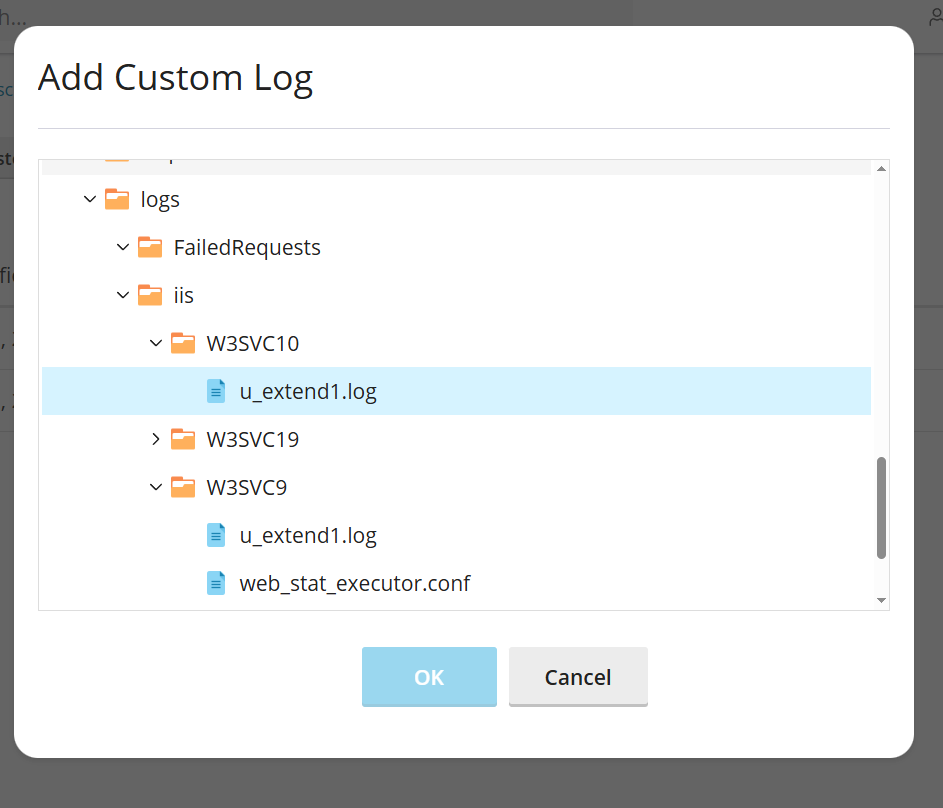 h...
Add Custom Log
logs
FailedRequests
iis
W3SVC10
u_extend1.log
W3SVC19
W3SVC9
u_extend1.log
web_stat_executor.conf
OK
Cancel